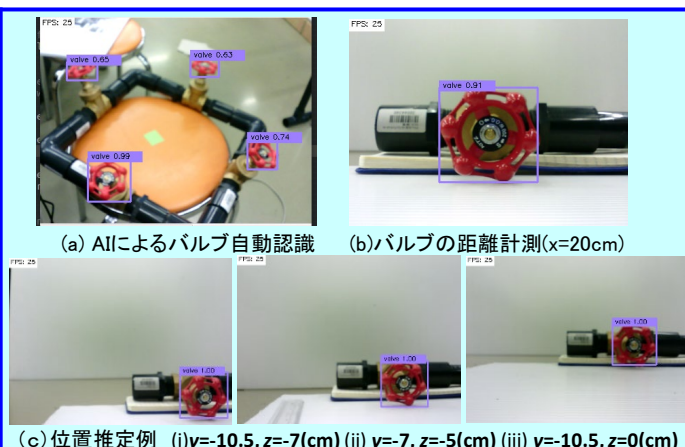 FPS: 25
valve 0.65
valve 0.63
valve 0.74
valve 0.99
FPS: 25
valve 0.91
(a) AIによるバルブ自動認識
(b)バルブの距離計測(x=20cm)
FPS: 25
valve 1.00
FPS: 25
valve 1.00
FPS: 25
valve 1.00
(c)位置推定例 (i)y=-10.5, z=-7(cm) (ii) y=-7, z=-5(cm) (iii) y=-10.5, z=0(cm)